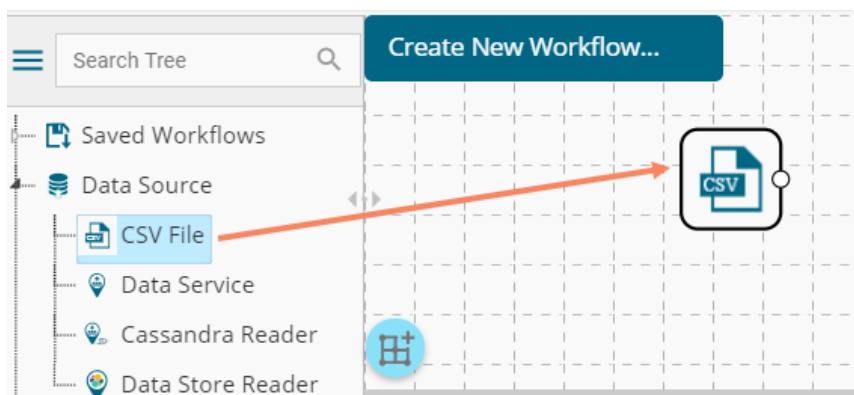 Search Tree
Create New Workflow...
Saved Workflows
Data Source
CSV File
CSV
Data Service
Cassandra Reader
Data Store Reader